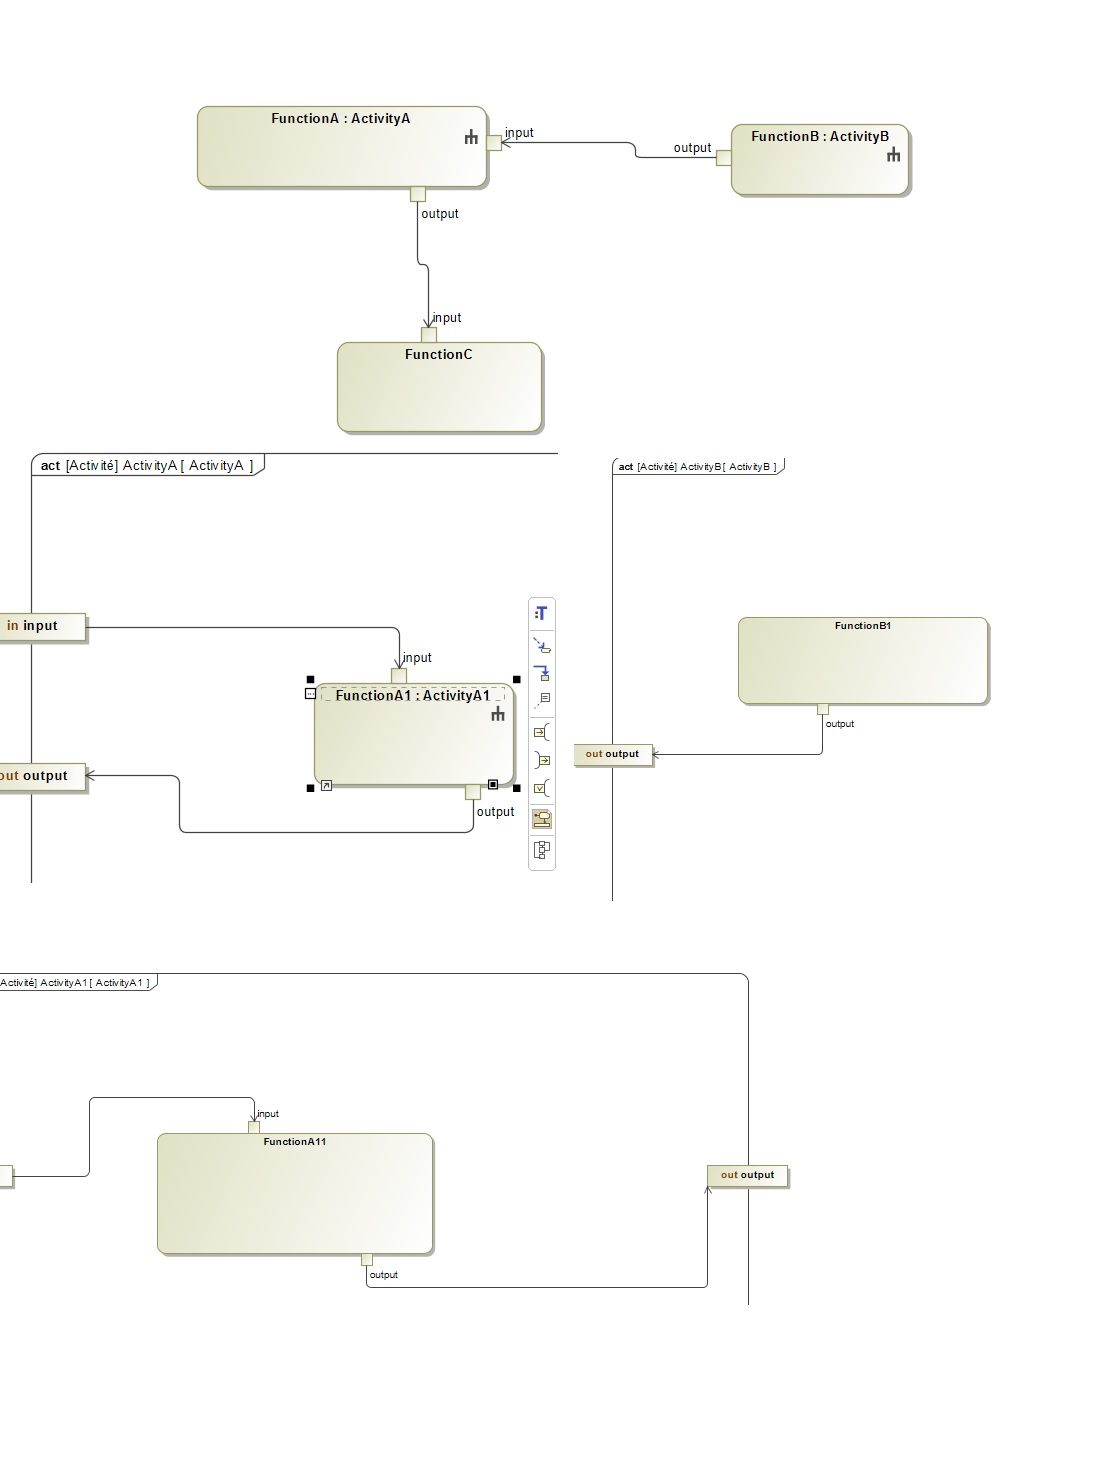 FunctionA : ActivityA
input
output
FunctionB : ActivityB
output
input
FunctionC
act [Activité] ActivityA [ ActivityA ]
act [Activité] ActivityB [ ActivityB ]
in input
input
FunctionA1 : ActivityA1
out output
output
FunctionB1
output
out output
Activité] ActivityA1 [ ActivityA1 ]
input
FunctionA11
out output
output